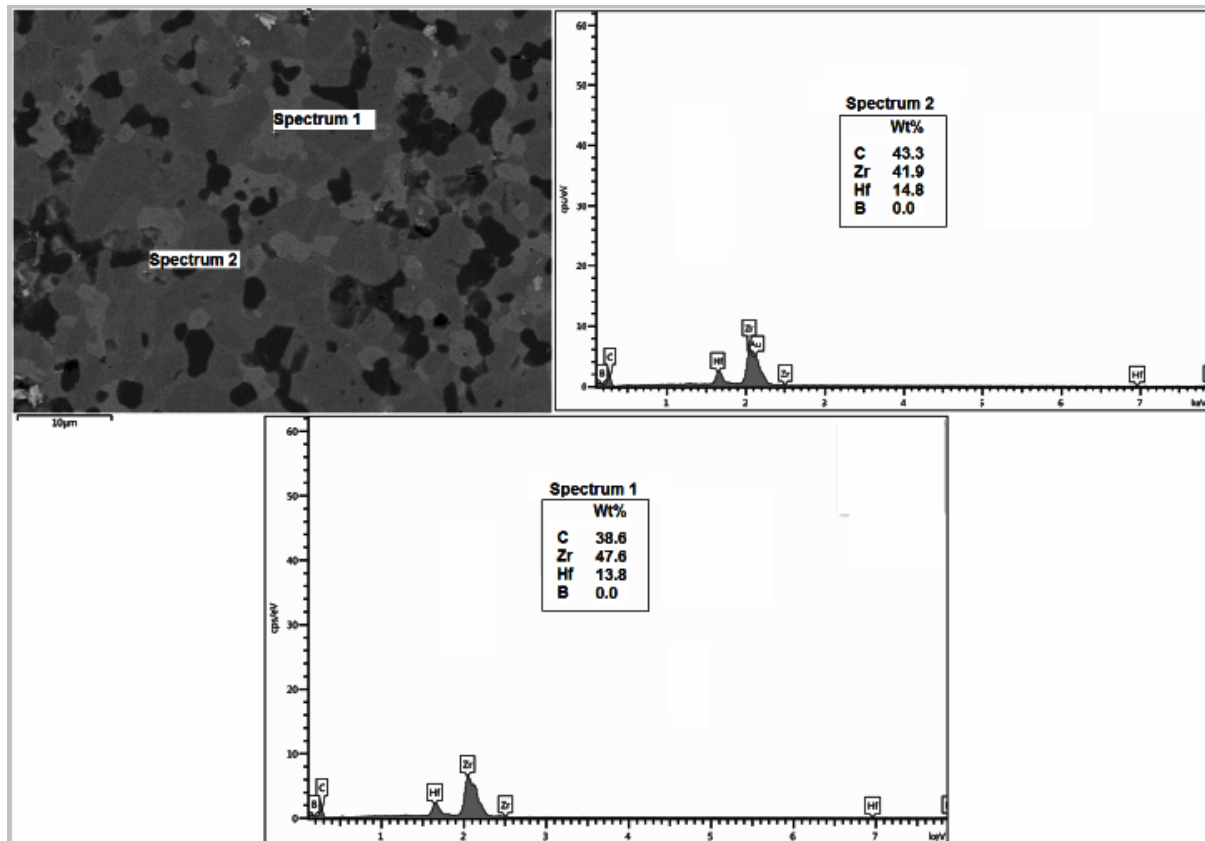 Spectrum 1
Spectrum 2
10µm
60
50
40
30
20
10
0
cps/eV
Spectrum 2
Wt%
C 43.3
Zr 41.9
Hf 14.8
B 0.0
B
C
Hf
Zr
Au
Zr
Hf
1 2 3 4 5 6 7 keV
60
50
40
30
20
10
0
cps/eV
Spectrum 1
Wt%
C 38.6
Zr 47.6
Hf 13.8
B 0.0
B
C
Hf
Zr
Zr
Hf
1 2 3 4 5 6 7 keV